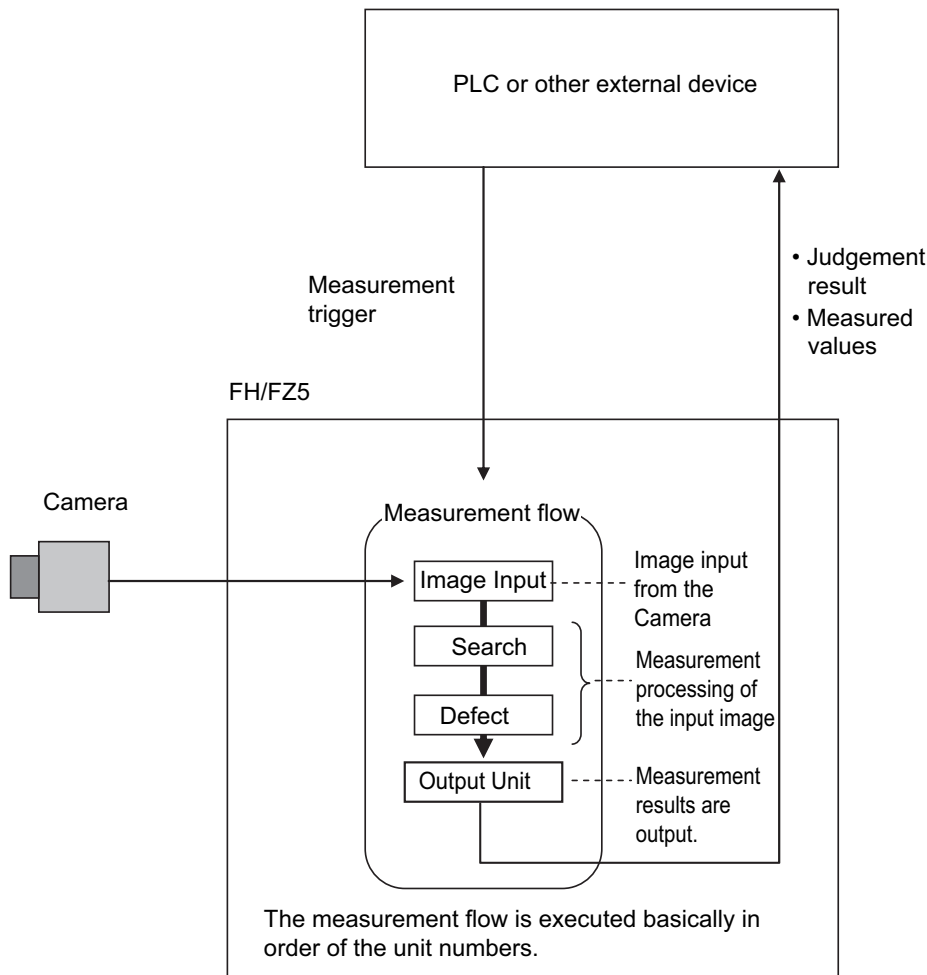 PLC or other external device
Measurement
trigger
• Judgement
result
• Measured
values
FH/FZ5
Camera
Measurement flow
Image Input
Image input
from the
Camera
Search
Defect
Measurement
processing of
the input image
Output Unit
Measurement
results are
output.
The measurement flow is executed basically in
order of the unit numbers.